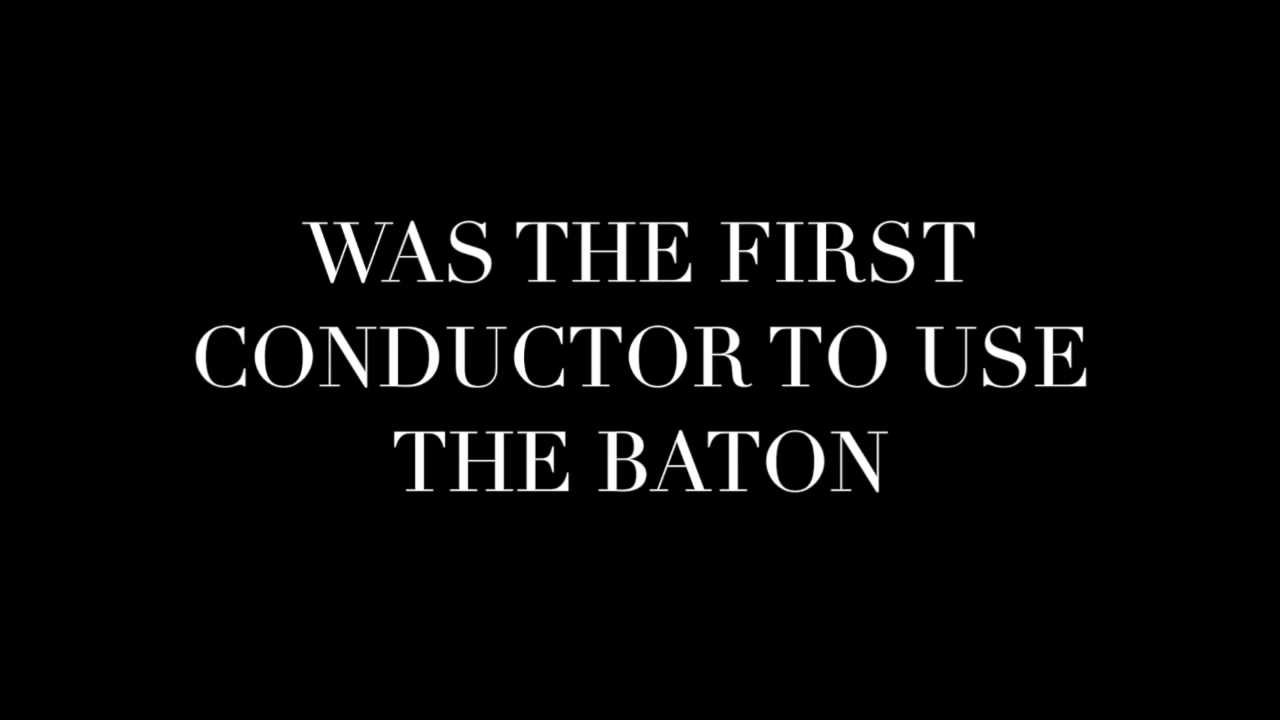 WAS THE FIRST
CONDUCTOR TO USE
THE BATON